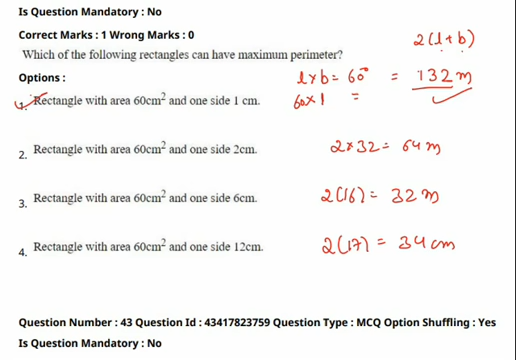 Is Question Mandatory : No
Correct Marks : 1 Wrong Marks : 0
2(l+b)
Which of the following rectangles can have maximum perimeter?
Options :
l×b = 60 = 132 m
1. Rectangle with area 60cm² and one side 1 cm.
60×1 =
2. Rectangle with area 60cm² and one side 2cm.
2×32 = 64 m
3. Rectangle with area 60cm² and one side 6cm.
2(16) = 32 m
4. Rectangle with area 60cm² and one side 12cm.
2(17) = 34 cm
Question Number : 43 Question Id : 43417823759 Question Type : MCQ Option Shuffling : Yes
Is Question Mandatory : No